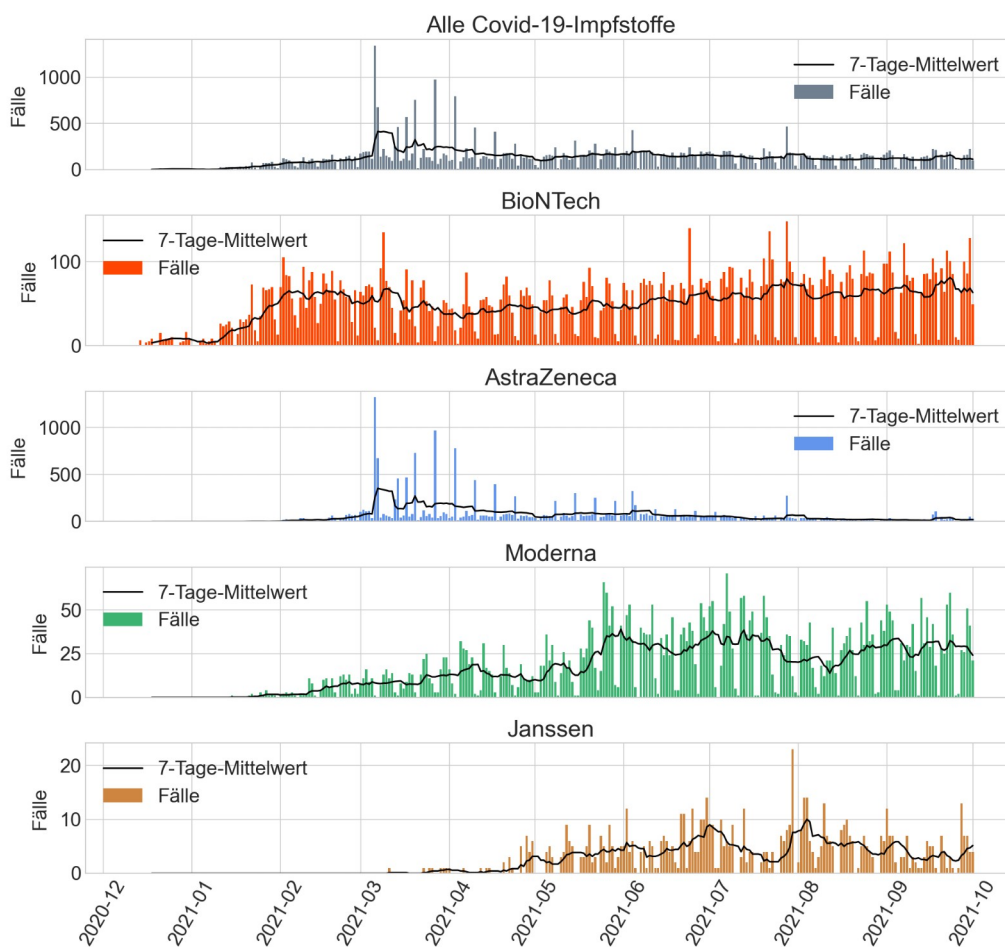 Alle Covid-19-Impfstoffe
Fälle
1000
500
0
7-Tage-Mittelwert
Fälle
BioNTech
Fälle
100
0
7-Tage-Mittelwert
Fälle
AstraZeneca
Fälle
1000
500
0
7-Tage-Mittelwert
Fälle
Moderna
Fälle
50
25
0
7-Tage-Mittelwert
Fälle
Janssen
Fälle
20
10
0
7-Tage-Mittelwert
Fälle
2020-12
2021-01
2021-02
2021-03
2021-04
2021-05
2021-06
2021-07
2021-08
2021-09
2021-10